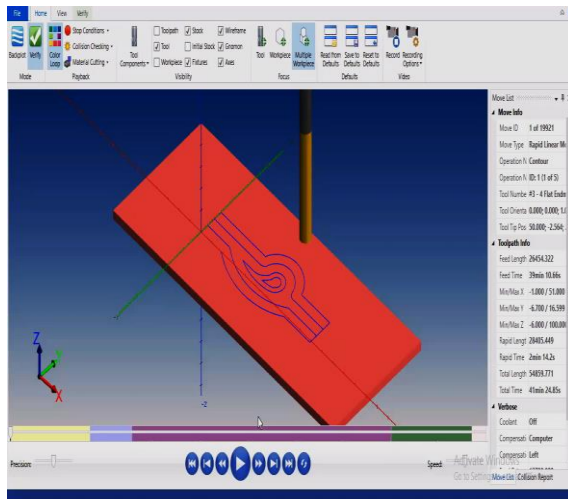 File Home View Verify
Backplot Verify
Color Loop
Stop Conditions
Collision Checking
Material Cutting
Tool Components
Toolpath Stock Wireframe
Tool Initial Stock Gnomon
Workpiece Fixtures Axes
Tool Workpiece Multiple Workpiece
Read from Defaults Save to Defaults Reset to Defaults
Record Recording Options
Mode Playback Visibility Focus Defaults Video
Move List
Move Info
Move ID 1 of 19921
Move Type Rapid Linear M
Operation N Contour
Operation N ID: 1 (1 of 5)
Tool Numbe #3 - 4 Flat Endm
Tool Orienta 0.000; 0.000; 1.
Tool Tip Pos 50.000; -2.564;
Toolpath Info
Feed Length 26454.322
Feed Time 39min 10.66s
Min/Max X -1.000 / 51.000
Min/Max Y -6.700 / 16.599
Min/Max Z -6.000 / 100.00
Rapid Lengt 28405.449
Rapid Time 2min 14.2s
Total Length 54859.771
Total Time 41min 24.85s
Verbose
Coolant Off
Compensati Computer
Compensati Left
Z
Y
X
-Z
Precision:
Speed:
Activate Windows
Go to Setting
Move List Collision Report